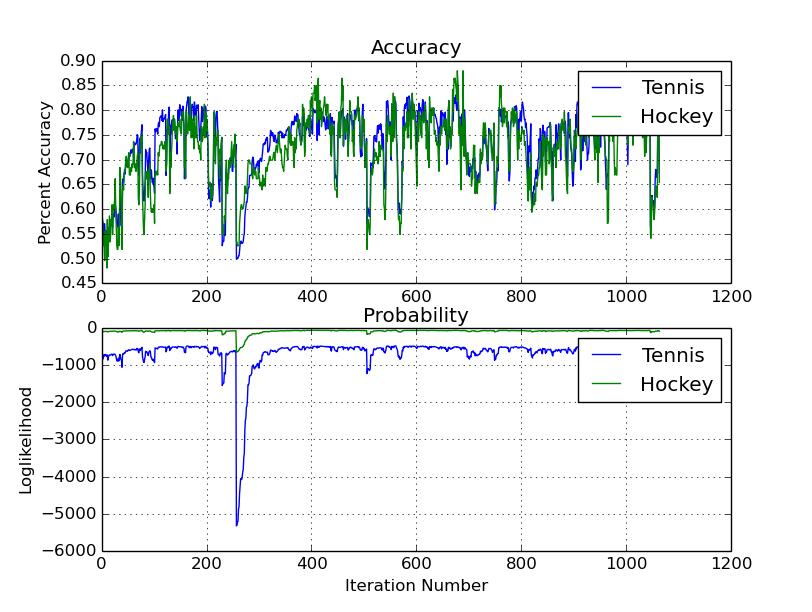 Accuracy
0.90
0.85
0.80
0.75
0.70
0.65
0.60
0.55
0.50
0.45
Percent Accuracy
Tennis
Hockey
0 200 400 600 800 1000 1200
Probability
0
−1000
−2000
−3000
−4000
−5000
−6000
Loglikelihood
Tennis
Hockey
0 200 400 600 800 1000 1200
Iteration Number